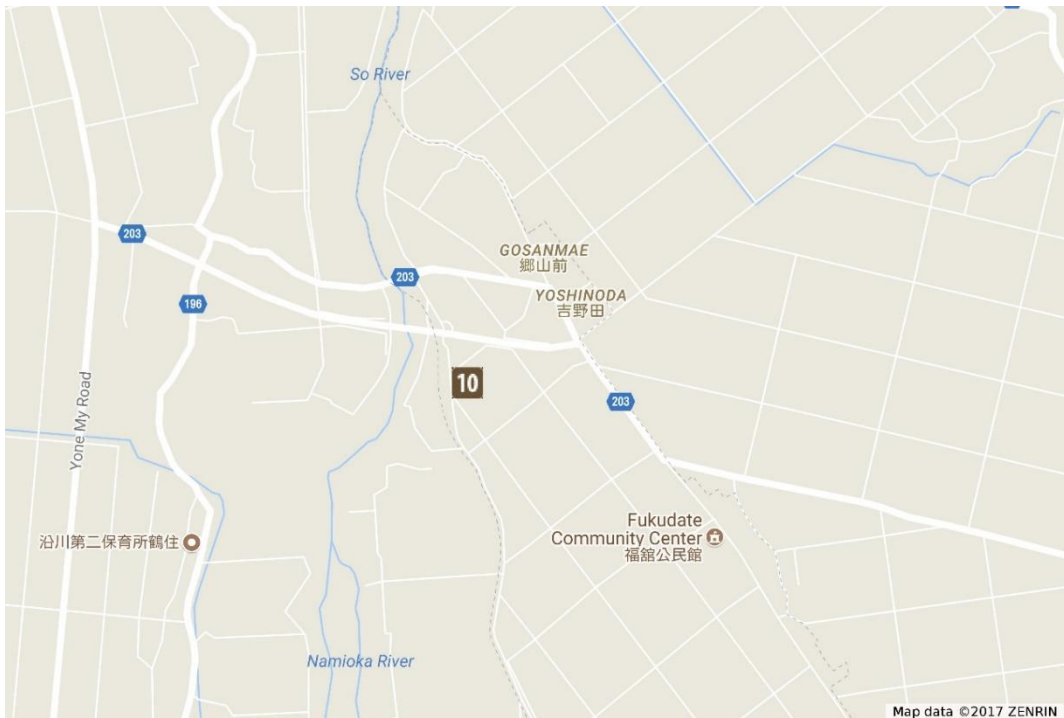 So River
203
GOSANMAE
郷山前
203
YOSHINODA
吉野田
196
10
Yone My Road
203
Fukudate
Community Center
福舘公民館
沿川第二保育所鶴住
Namioka River
Map data ©2017 ZENRIN